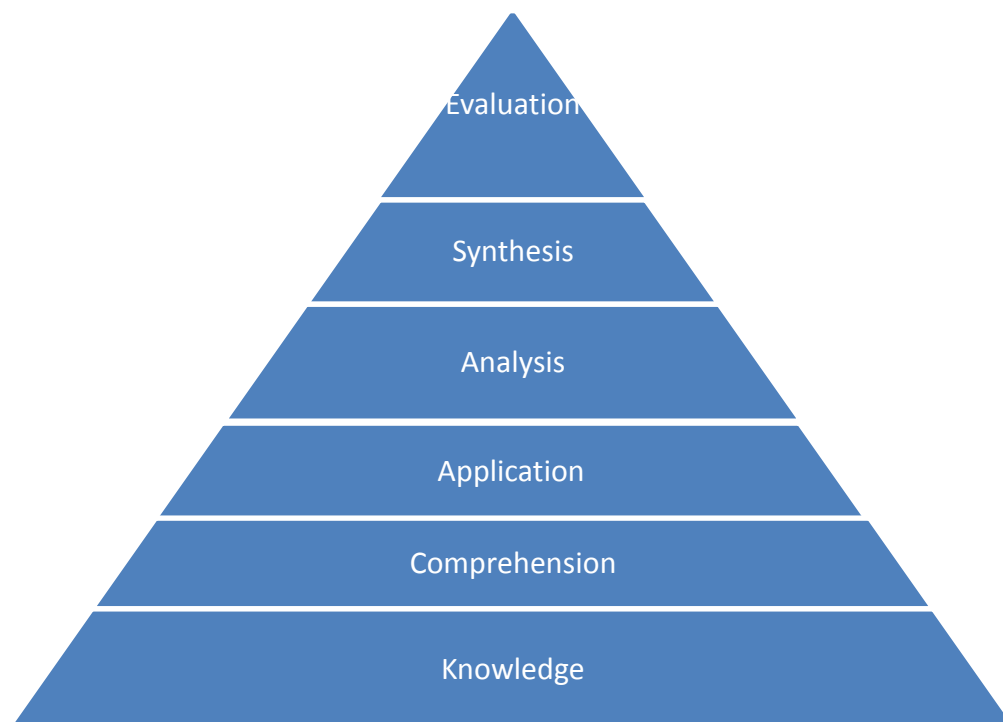 Evaluation
Synthesis
Analysis
Application
Comprehension
Knowledge